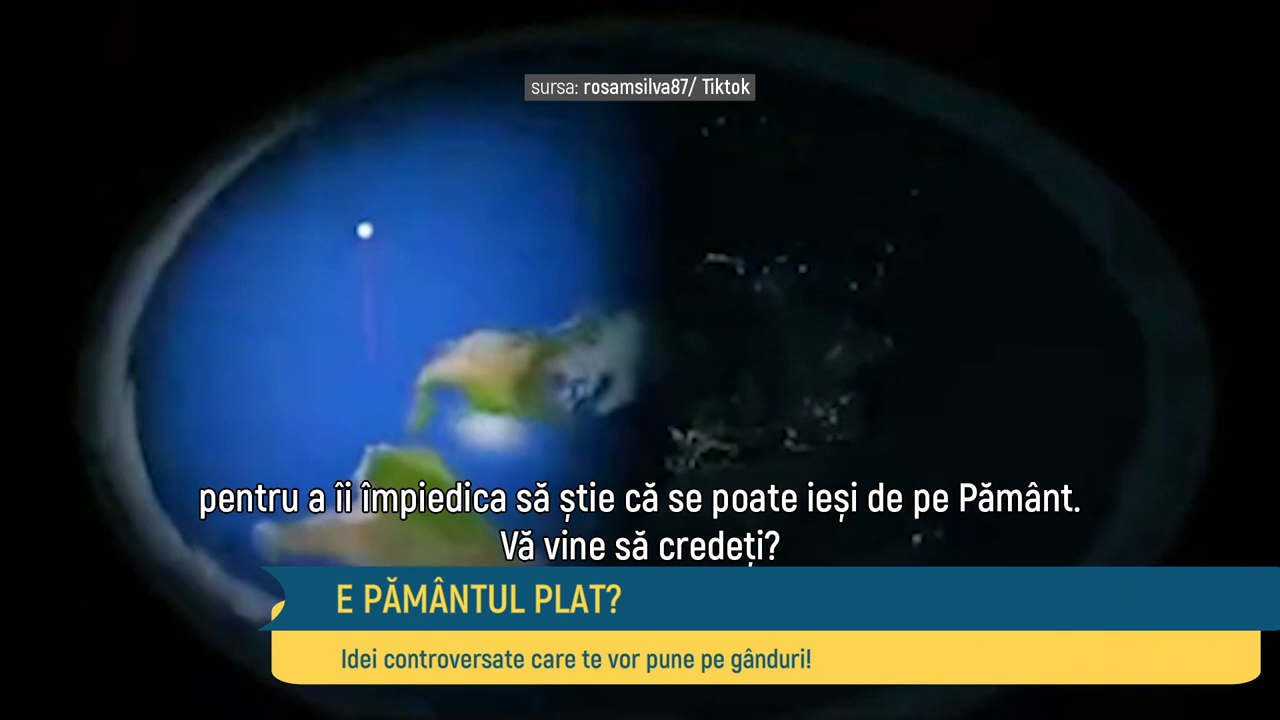 sursa: rosamsilva87/ Tiktok
pentru a îi împiedica să știe că se poate ieși de pe Pământ.
Vă vine să credeți?
E PĂMÂNTUL PLAT?
Idei controversate care te vor pune pe gânduri!